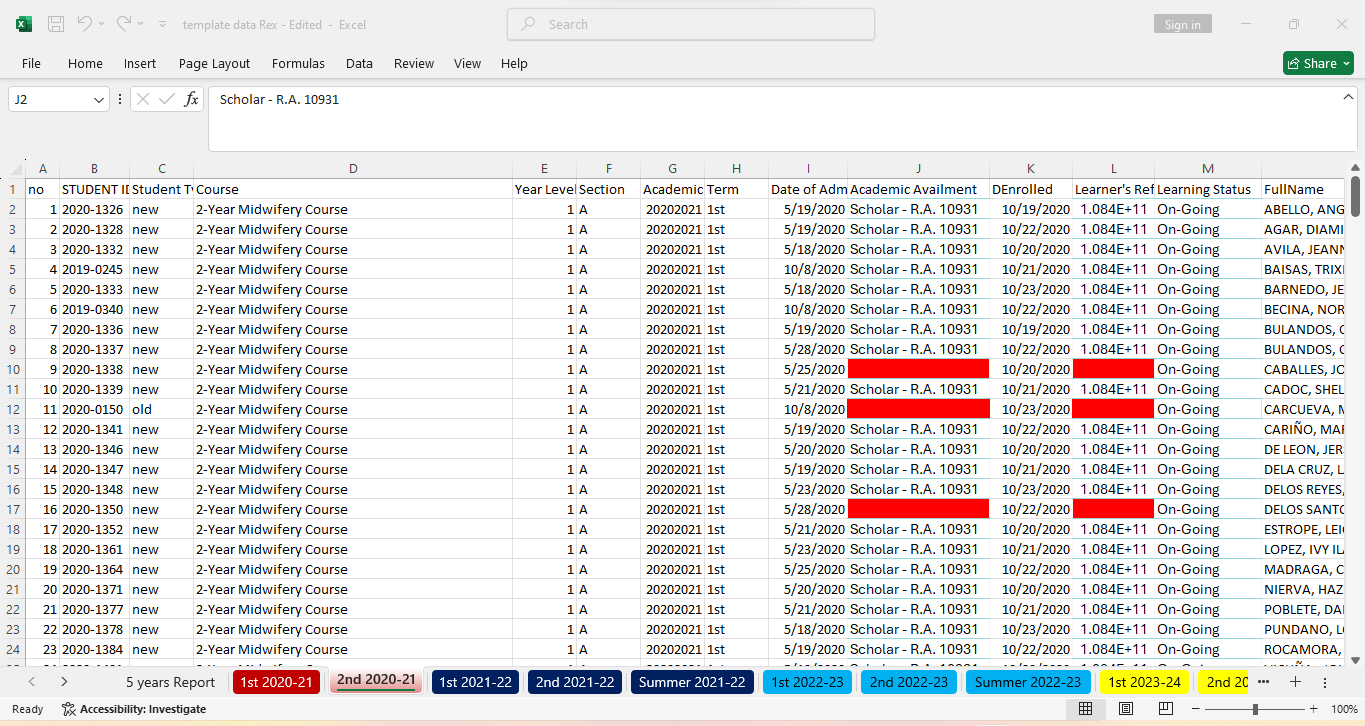 template data Rex - Edited - Excel
Search
Sign in
File Home Insert Page Layout Formulas Data Review View Help
Share
J2 fx Scholar - R.A. 10931
A B C D E F G H I J K L M
1 no STUDENT ID Student Ty Course Year Level Section Academic Term Date of Adm Academic Availment DEnrolled Learner's Ref Learning Status FullName
2 1 2020-1326 new 2-Year Midwifery Course 1 A 20202021 1st 5/19/2020 Scholar - R.A. 10931 10/19/2020 1.084E+11 On-Going ABELLO, ANG
3 2 2020-1328 new 2-Year Midwifery Course 1 A 20202021 1st 5/19/2020 Scholar - R.A. 10931 10/22/2020 1.084E+11 On-Going AGAR, DIAMI
4 3 2020-1332 new 2-Year Midwifery Course 1 A 20202021 1st 5/18/2020 Scholar - R.A. 10931 10/20/2020 1.084E+11 On-Going AVILA, JEANN
5 4 2019-0245 new 2-Year Midwifery Course 1 A 20202021 1st 10/8/2020 Scholar - R.A. 10931 10/21/2020 1.084E+11 On-Going BAISAS, TRIXI
6 5 2020-1333 new 2-Year Midwifery Course 1 A 20202021 1st 5/18/2020 Scholar - R.A. 10931 10/23/2020 1.084E+11 On-Going BARNEDO, JE
7 6 2019-0340 new 2-Year Midwifery Course 1 A 20202021 1st 10/8/2020 Scholar - R.A. 10931 10/22/2020 1.084E+11 On-Going BECINA, NOR
8 7 2020-1336 new 2-Year Midwifery Course 1 A 20202021 1st 5/19/2020 Scholar - R.A. 10931 10/19/2020 1.084E+11 On-Going BULANDOS, C
9 8 2020-1337 new 2-Year Midwifery Course 1 A 20202021 1st 5/28/2020 Scholar - R.A. 10931 10/22/2020 1.084E+11 On-Going BULANDOS, C
10 9 2020-1338 new 2-Year Midwifery Course 1 A 20202021 1st 5/25/2020 10/20/2020 On-Going CABALLES, JO
11 10 2020-1339 new 2-Year Midwifery Course 1 A 20202021 1st 5/21/2020 Scholar - R.A. 10931 10/21/2020 1.084E+11 On-Going CADOC, SHEL
12 11 2020-0150 old 2-Year Midwifery Course 1 A 20202021 1st 10/8/2020 10/23/2020 On-Going CARCUEVA, M
13 12 2020-1341 new 2-Year Midwifery Course 1 A 20202021 1st 5/19/2020 Scholar - R.A. 10931 10/22/2020 1.084E+11 On-Going CARIÑO, MAR
14 13 2020-1346 new 2-Year Midwifery Course 1 A 20202021 1st 5/20/2020 Scholar - R.A. 10931 10/20/2020 1.084E+11 On-Going DE LEON, JER
15 14 2020-1347 new 2-Year Midwifery Course 1 A 20202021 1st 5/19/2020 Scholar - R.A. 10931 10/21/2020 1.084E+11 On-Going DELA CRUZ, L
16 15 2020-1348 new 2-Year Midwifery Course 1 A 20202021 1st 5/23/2020 Scholar - R.A. 10931 10/23/2020 1.084E+11 On-Going DELOS REYES,
17 16 2020-1350 new 2-Year Midwifery Course 1 A 20202021 1st 5/28/2020 10/22/2020 On-Going DELOS SANTO
18 17 2020-1352 new 2-Year Midwifery Course 1 A 20202021 1st 5/21/2020 Scholar - R.A. 10931 10/20/2020 1.084E+11 On-Going ESTROPE, LEI
19 18 2020-1361 new 2-Year Midwifery Course 1 A 20202021 1st 5/23/2020 Scholar - R.A. 10931 10/21/2020 1.084E+11 On-Going LOPEZ, IVY IL
20 19 2020-1364 new 2-Year Midwifery Course 1 A 20202021 1st 5/25/2020 Scholar - R.A. 10931 10/22/2020 1.084E+11 On-Going MADRAGA, C
21 20 2020-1371 new 2-Year Midwifery Course 1 A 20202021 1st 5/20/2020 Scholar - R.A. 10931 10/20/2020 1.084E+11 On-Going NIERVA, HAZ
22 21 2020-1377 new 2-Year Midwifery Course 1 A 20202021 1st 5/21/2020 Scholar - R.A. 10931 10/21/2020 1.084E+11 On-Going POBLETE, DA
23 22 2020-1378 new 2-Year Midwifery Course 1 A 20202021 1st 5/18/2020 Scholar - R.A. 10931 10/23/2020 1.084E+11 On-Going PUNDANO, L
24 23 2020-1384 new 2-Year Midwifery Course 1 A 20202021 1st 5/19/2020 Scholar - R.A. 10931 10/22/2020 1.084E+11 On-Going ROCAMORA,
5 years Report 1st 2020-21 2nd 2020-21 1st 2021-22 2nd 2021-22 Summer 2021-22 1st 2022-23 2nd 2022-23 Summer 2022-23 1st 2023-24 2nd 20
Ready Accessibility: Investigate 100%